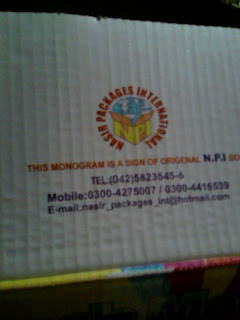 NASIR PACKAGES INTERNATIONAL
N.P.I
THIS MONOGRAM IS A SIGN OF ORIGENAL N.P.I BO
TEL:(042)5823545-6
Mobile:0300-4275007 / 0300-4416539
E-mail:nasir_packages_int@hotmail.com